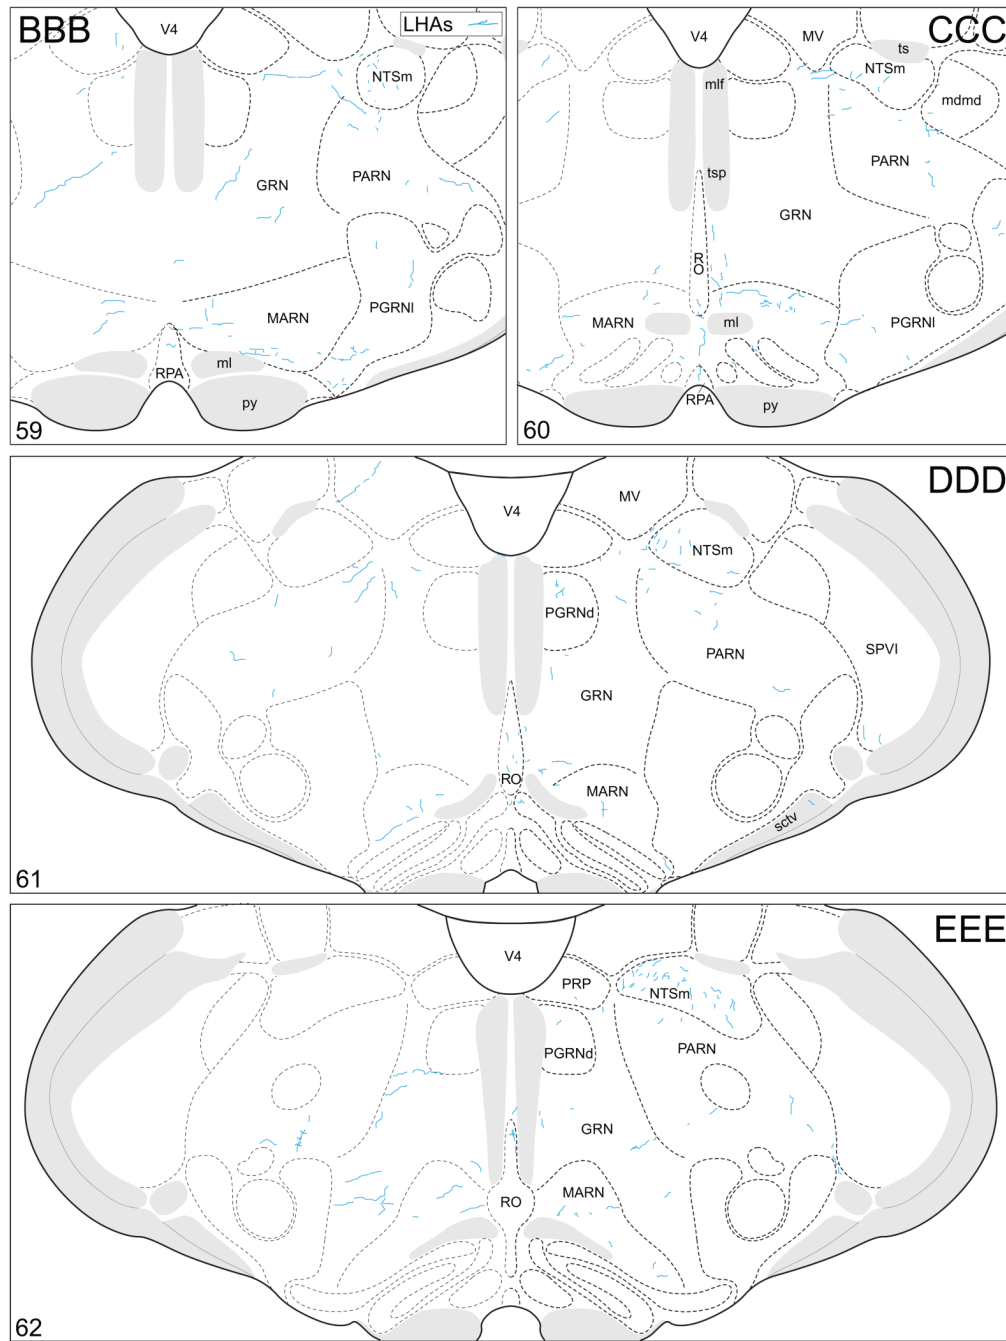 BBB
V4
LHAs
NTSm
GRN
PARN
MARN
PGRNl
RPA
ml
py
59
CCC
V4
MV
ts
NTSm
mlf
mdmd
PARN
tsp
GRN
RO
MARN
ml
PGRNl
RPA
py
60
DDD
V4
MV
NTSm
PGRNd
PARN
SPVI
GRN
RO
MARN
sctv
61
EEE
V4
PRP
NTSm
PGRNd
PARN
GRN
RO
MARN
62